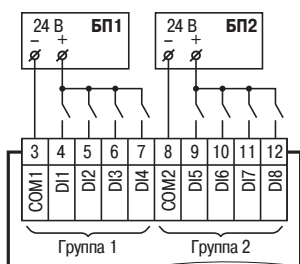 24 В БП1
– +
24 В БП2
– +
3 4 5 6 7 8 9 10 11 12
COM1 DI1 DI2 DI3 DI4 COM2 DI5 DI6 DI7 DI8
Группа 1 Группа 2